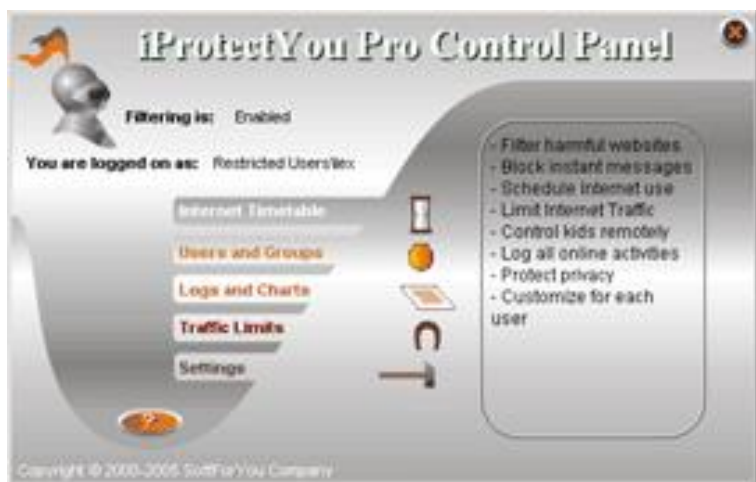 iProtectYou Pro Control Panel
Filtering is: Enabled
You are logged on as: Restricted Users\lex
Internet Timetable
Users and Groups
Logs and Charts
Traffic Limits
Settings
?
- Filter harmful websites
- Block instant messages
- Schedule Internet use
- Limit Internet Traffic
- Control kids remotely
- Log all online activities
- Protect privacy
- Customize for each
user
Copyright © 2000-2005 SoftForYou Company